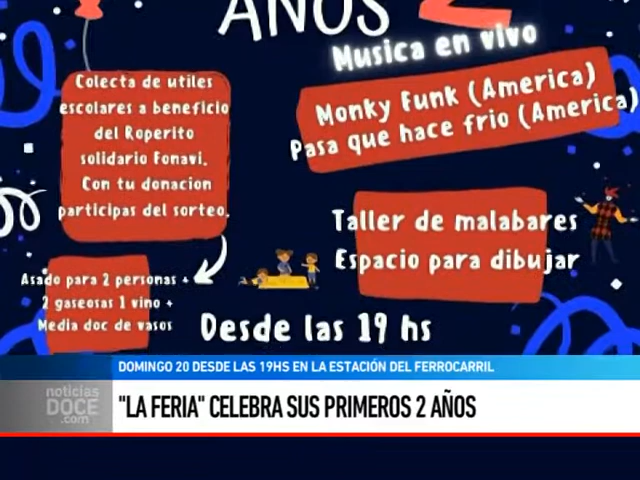 AÑOS 2
Musica en vivo
Colecta de utiles
escolares a beneficio
del Roperito
solidario Fonavi.
Con tu donacion
participas del sorteo.
Monky Funk (America)
Pasa que hace frio (America)
Taller de malabares
Espacio para dibujar
Asado para 2 personas +
2 gaseosas 1 vino +
Media doc de vasos
Desde las 19 hs
DOMINGO 20 DESDE LAS 19HS EN LA ESTACIÓN DEL FERROCARRIL
noticias
DOCE
.com
"LA FERIA" CELEBRA SUS PRIMEROS 2 AÑOS